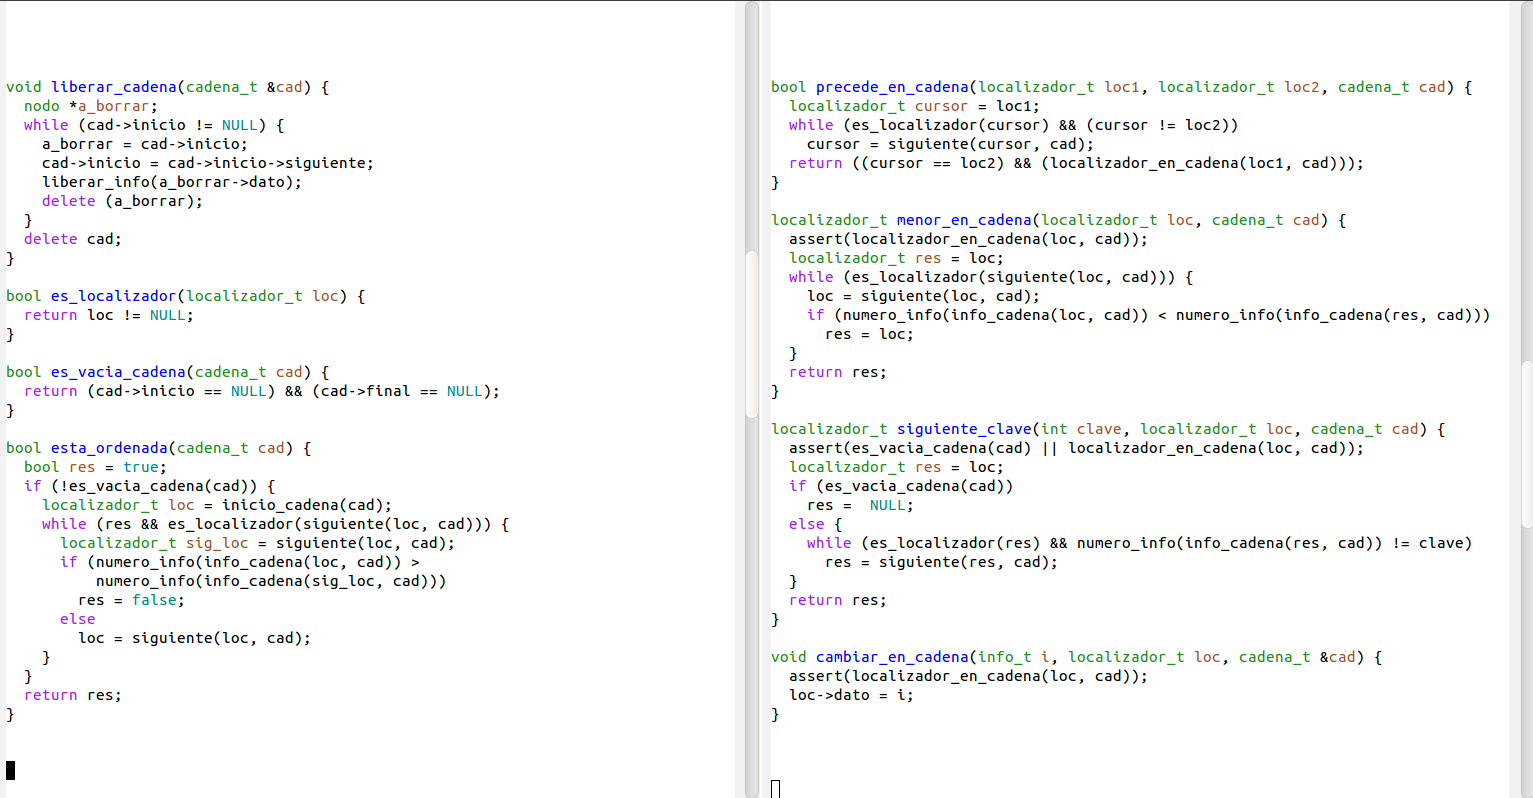 void liberar_cadena(cadena_t &cad) {
  nodo *a_borrar;
  while (cad->inicio != NULL) {
    a_borrar = cad->inicio;
    cad->inicio = cad->inicio->siguiente;
    liberar_info(a_borrar->dato);
    delete (a_borrar);
  }
  delete cad;
}

bool es_localizador(localizador_t loc) {
  return loc != NULL;
}

bool es_vacia_cadena(cadena_t cad) {
  return (cad->inicio == NULL) && (cad->final == NULL);
}

bool esta_ordenada(cadena_t cad) {
  bool res = true;
  if (!es_vacia_cadena(cad)) {
    localizador_t loc = inicio_cadena(cad);
    while (res && es_localizador(siguiente(loc, cad))) {
      localizador_t sig_loc = siguiente(loc, cad);
      if (numero_info(info_cadena(loc, cad)) >
          numero_info(info_cadena(sig_loc, cad)))
        res = false;
      else
        loc = siguiente(loc, cad);
    }
  }
  return res;
}

bool precede_en_cadena(localizador_t loc1, localizador_t loc2, cadena_t cad) {
  localizador_t cursor = loc1;
  while (es_localizador(cursor) && (cursor != loc2))
    cursor = siguiente(cursor, cad);
  return ((cursor == loc2) && (localizador_en_cadena(loc1, cad)));
}

localizador_t menor_en_cadena(localizador_t loc, cadena_t cad) {
  assert(localizador_en_cadena(loc, cad));
  localizador_t res = loc;
  while (es_localizador(siguiente(loc, cad))) {
    loc = siguiente(loc, cad);
    if (numero_info(info_cadena(loc, cad)) < numero_info(info_cadena(res, cad)))
      res = loc;
  }
  return res;
}

localizador_t siguiente_clave(int clave, localizador_t loc, cadena_t cad) {
  assert(es_vacia_cadena(cad) || localizador_en_cadena(loc, cad));
  localizador_t res = loc;
  if (es_vacia_cadena(cad))
    res =  NULL;
  else {
    while (es_localizador(res) && numero_info(info_cadena(res, cad)) != clave)
      res = siguiente(res, cad);
  }
  return res;
}

void cambiar_en_cadena(info_t i, localizador_t loc, cadena_t &cad) {
  assert(localizador_en_cadena(loc, cad));
  loc->dato = i;
}